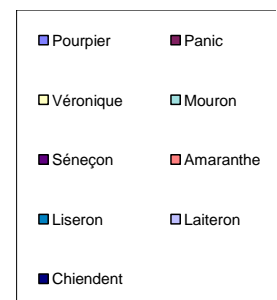 Pourpier Panic
Véronique Mouron
Séneçon Amaranthe
Liseron Laiteron
Chiendent